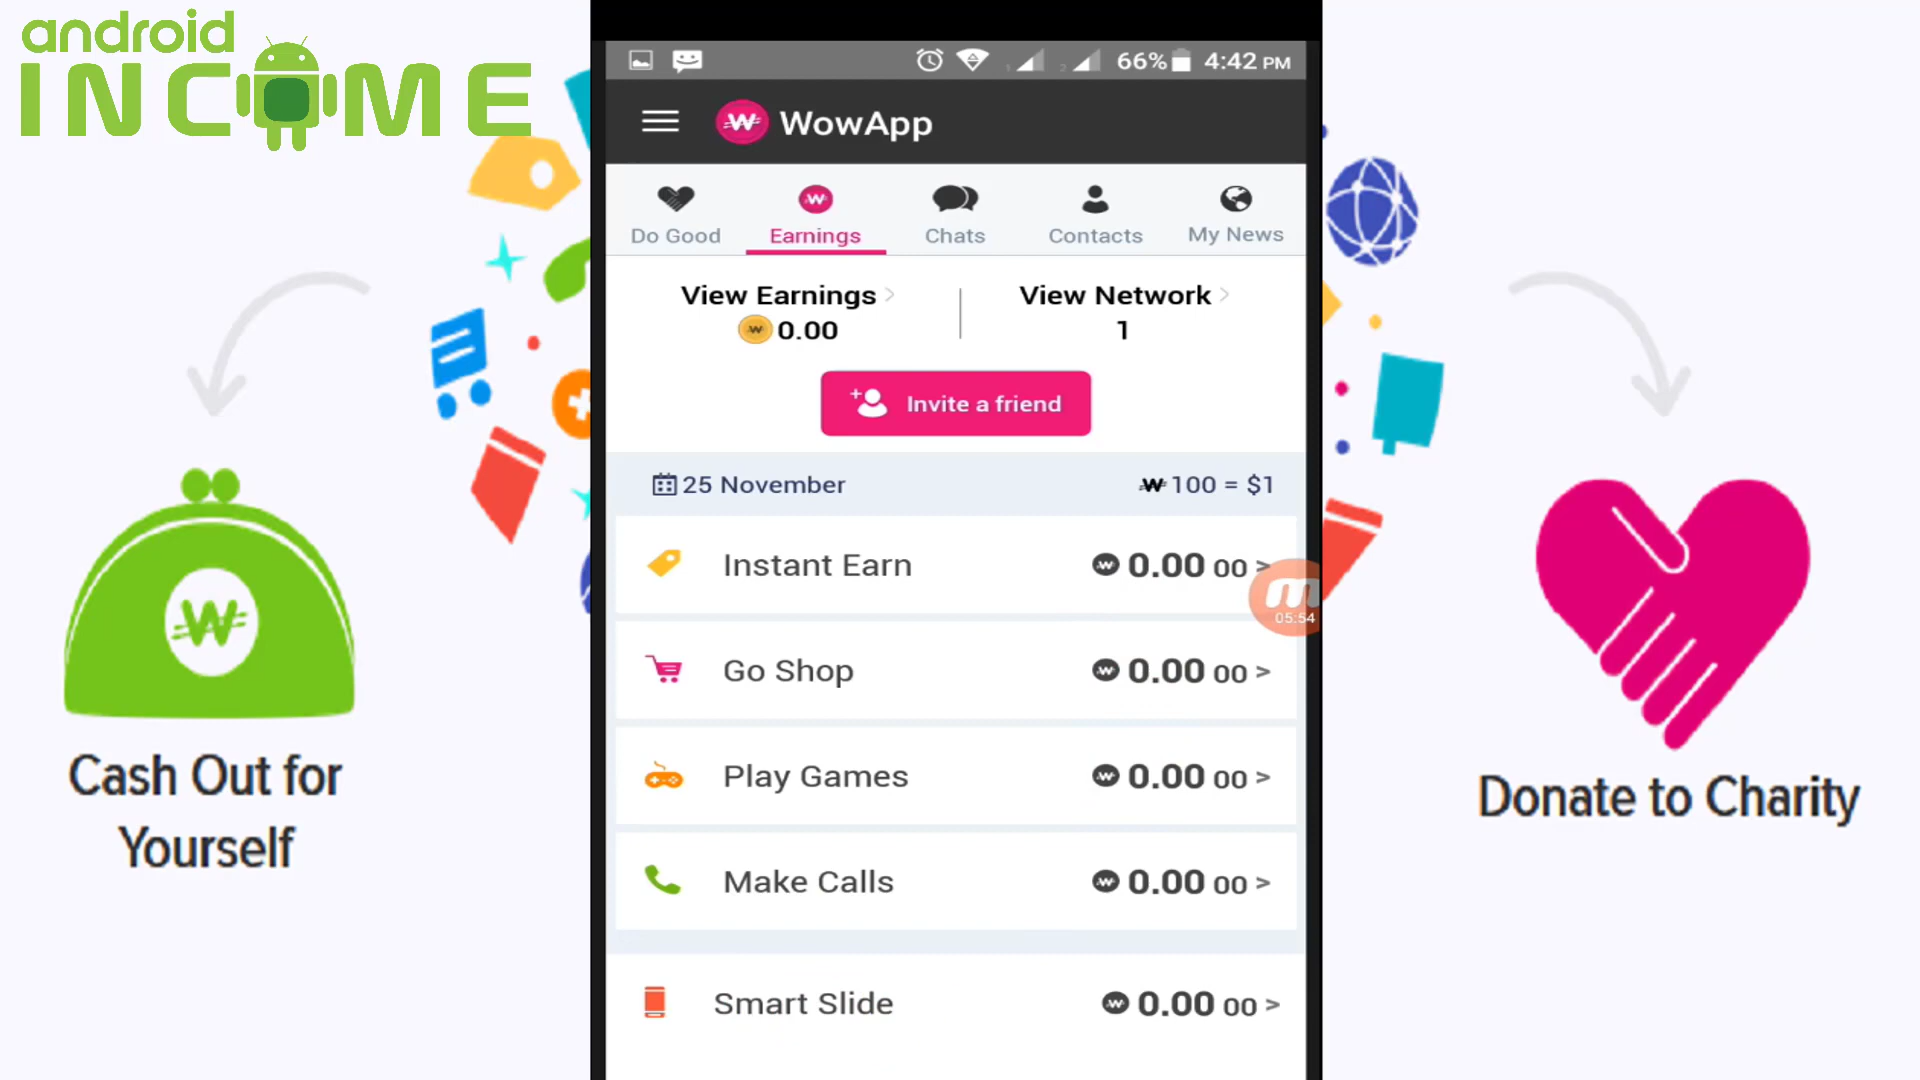 android
INCOME
66% 4:42 PM
WowApp
Do Good Earnings Chats Contacts My News
View Earnings >
0.00
View Network >
1
Invite a friend
25 November
W 100 = $1
Instant Earn 0.00 00 >
05:54
Go Shop 0.00 00 >
Play Games 0.00 00 >
Make Calls 0.00 00 >
Smart Slide 0.00 00 >
Cash Out for
Yourself
Donate to Charity